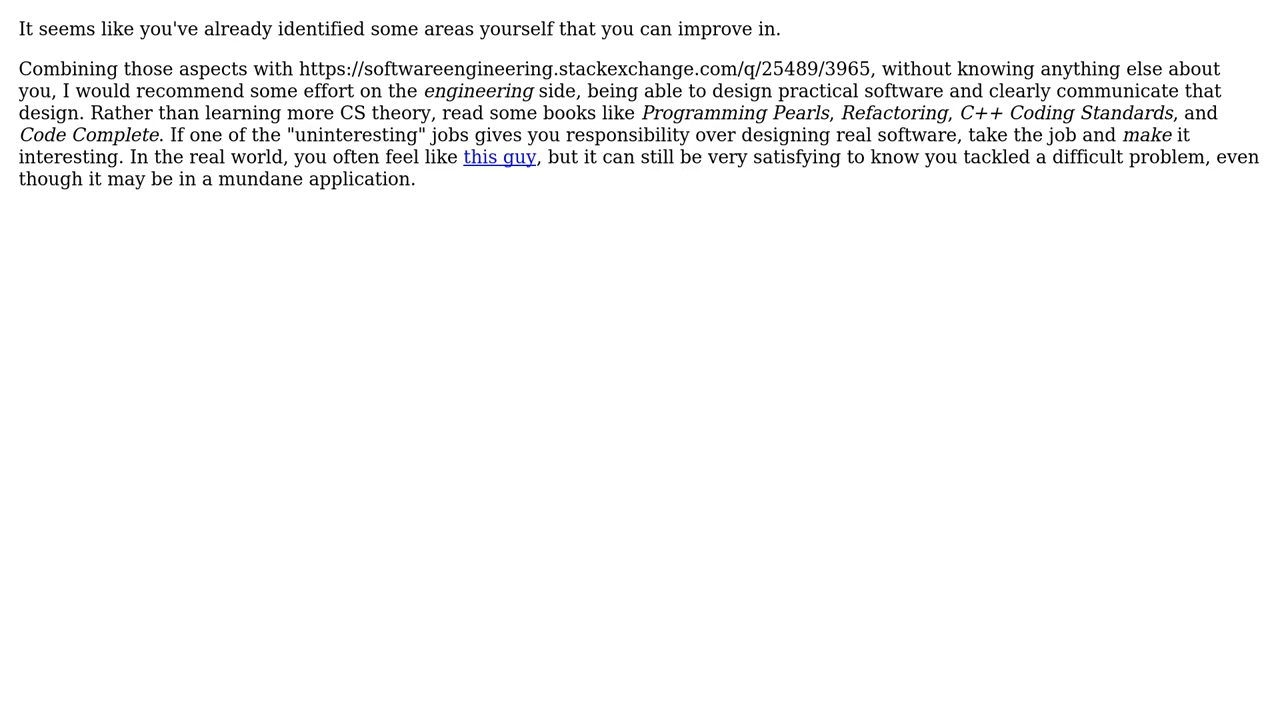 It seems like you've already identified some areas yourself that you can improve in.
Combining those aspects with https://softwareengineering.stackexchange.com/q/25489/3965, without knowing anything else about
you, I would recommend some effort on the engineering side, being able to design practical software and clearly communicate that
design. Rather than learning more CS theory, read some books like Programming Pearls, Refactoring, C++ Coding Standards, and
Code Complete. If one of the "uninteresting" jobs gives you responsibility over designing real software, take the job and make it
interesting. In the real world, you often feel like this guy, but it can still be very satisfying to know you tackled a difficult problem, even
though it may be in a mundane application.